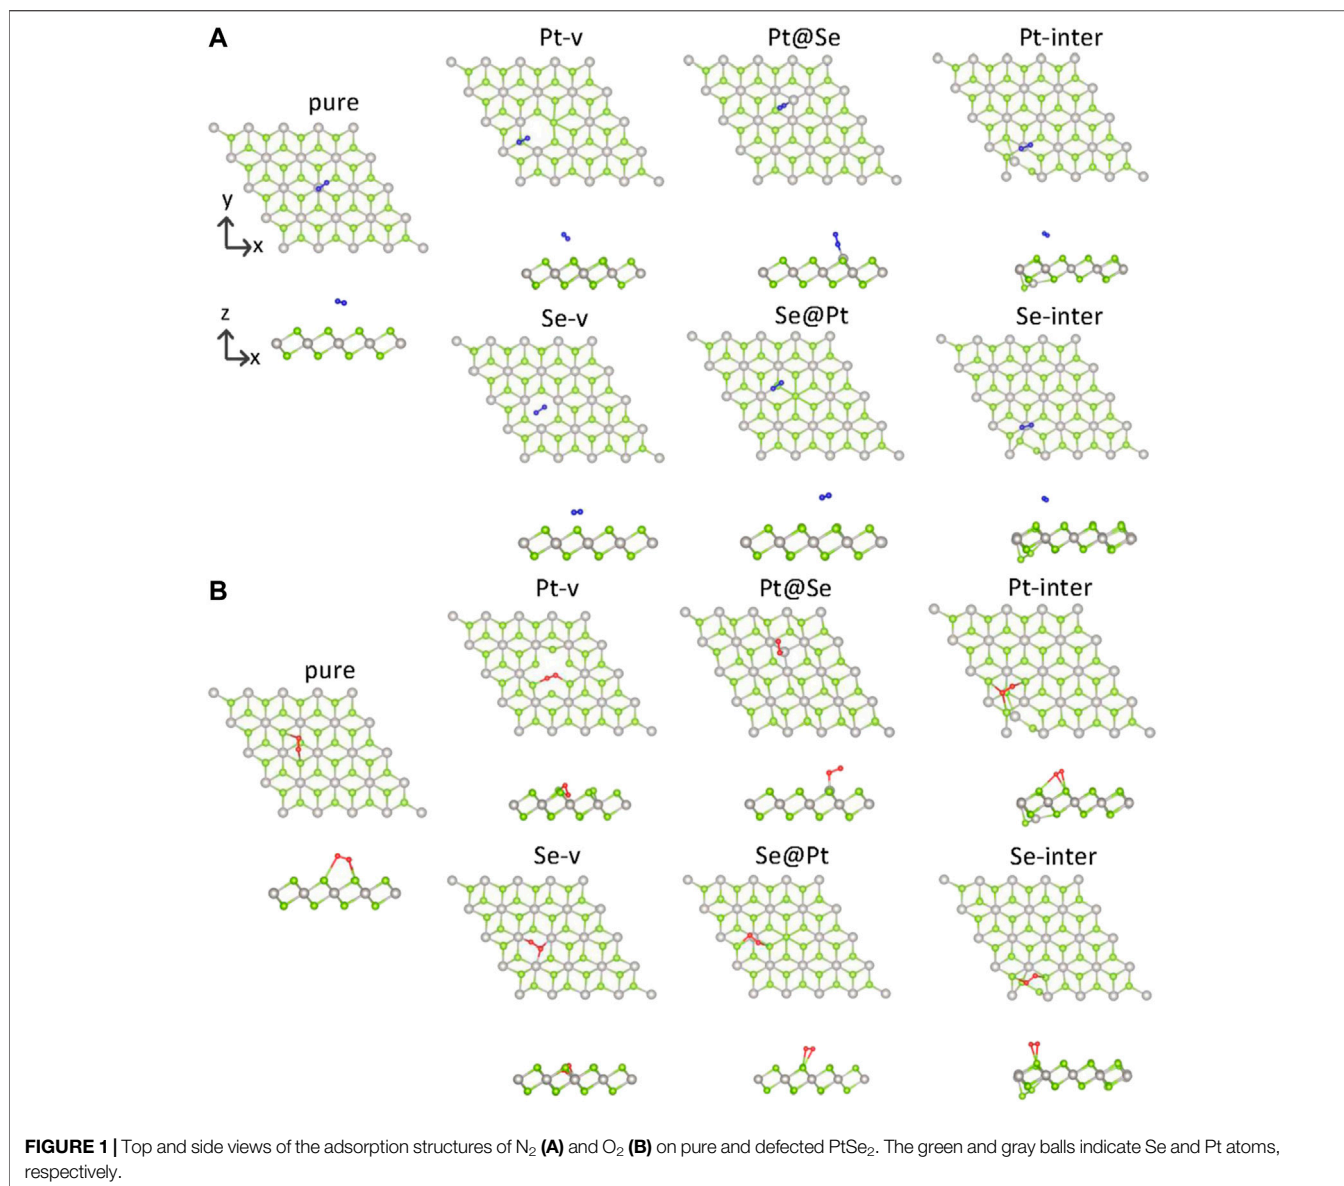 A
Pt-v
Pt@Se
Pt-inter
pure
y
x
z
x
Se-v
Se@Pt
Se-inter
B
Pt-v
Pt@Se
Pt-inter
pure
Se-v
Se@Pt
Se-inter
FIGURE 1 | Top and side views of the adsorption structures of N₂ (A) and O₂ (B) on pure and defected PtSe₂. The green and gray balls indicate Se and Pt atoms,
respectively.